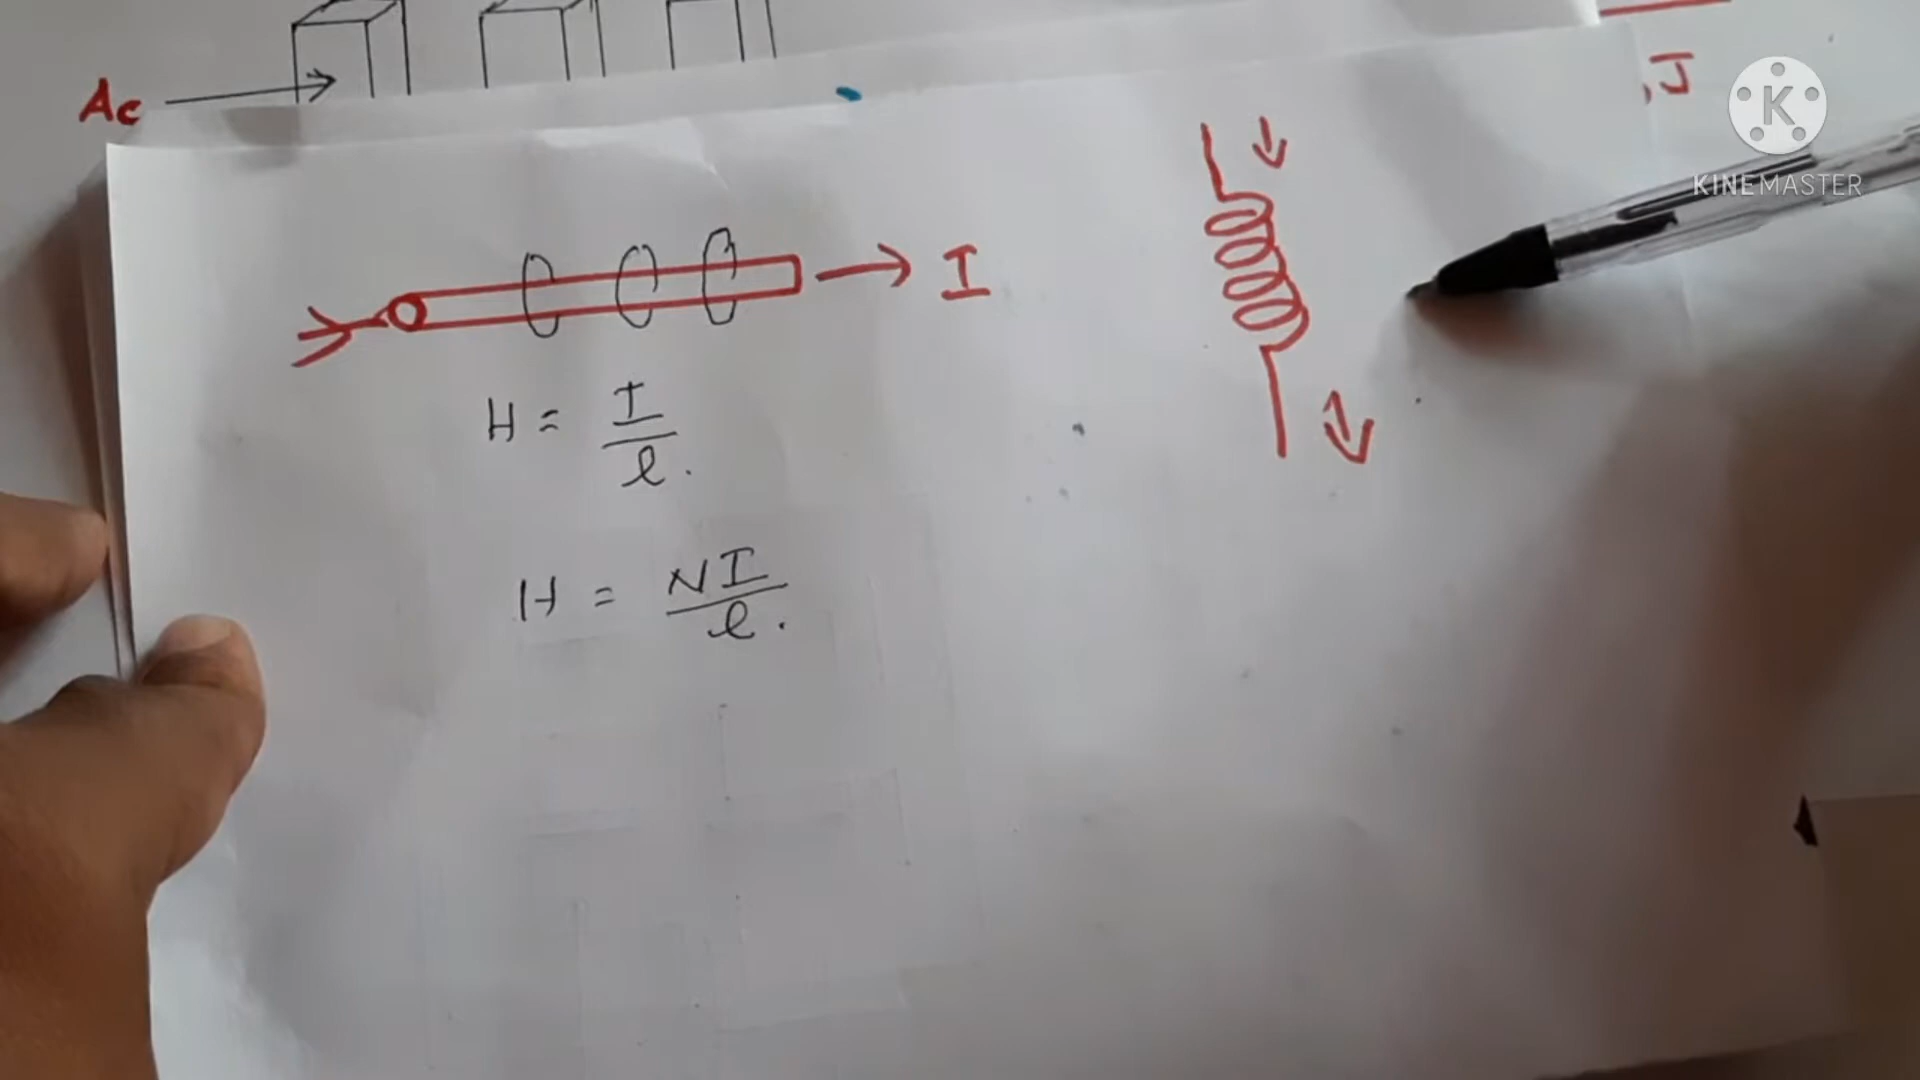 Ac
,J
K
KINEMASTER
I
H = I/l.
H = NI/l.